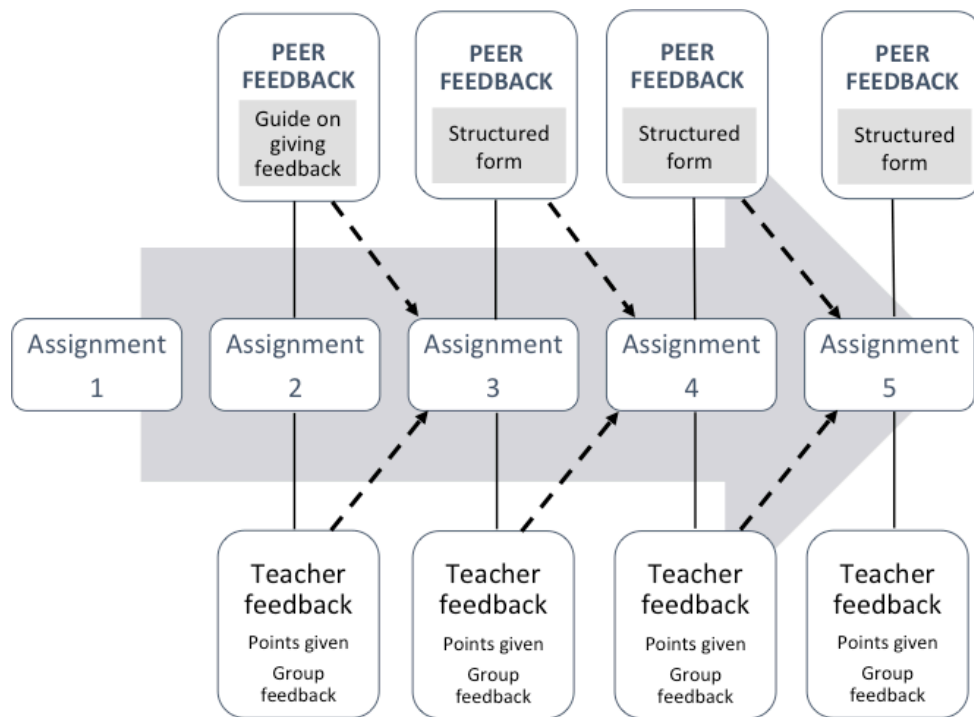 PEER
FEEDBACK
Guide on
giving
feedback
PEER
FEEDBACK
Structured
form
PEER
FEEDBACK
Structured
form
PEER
FEEDBACK
Structured
form
Assignment
1
Assignment
2
Assignment
3
Assignment
4
Assignment
5
Teacher
feedback
Points given
Group
feedback
Teacher
feedback
Points given
Group
feedback
Teacher
feedback
Points given
Group
feedback
Teacher
feedback
Points given
Group
feedback